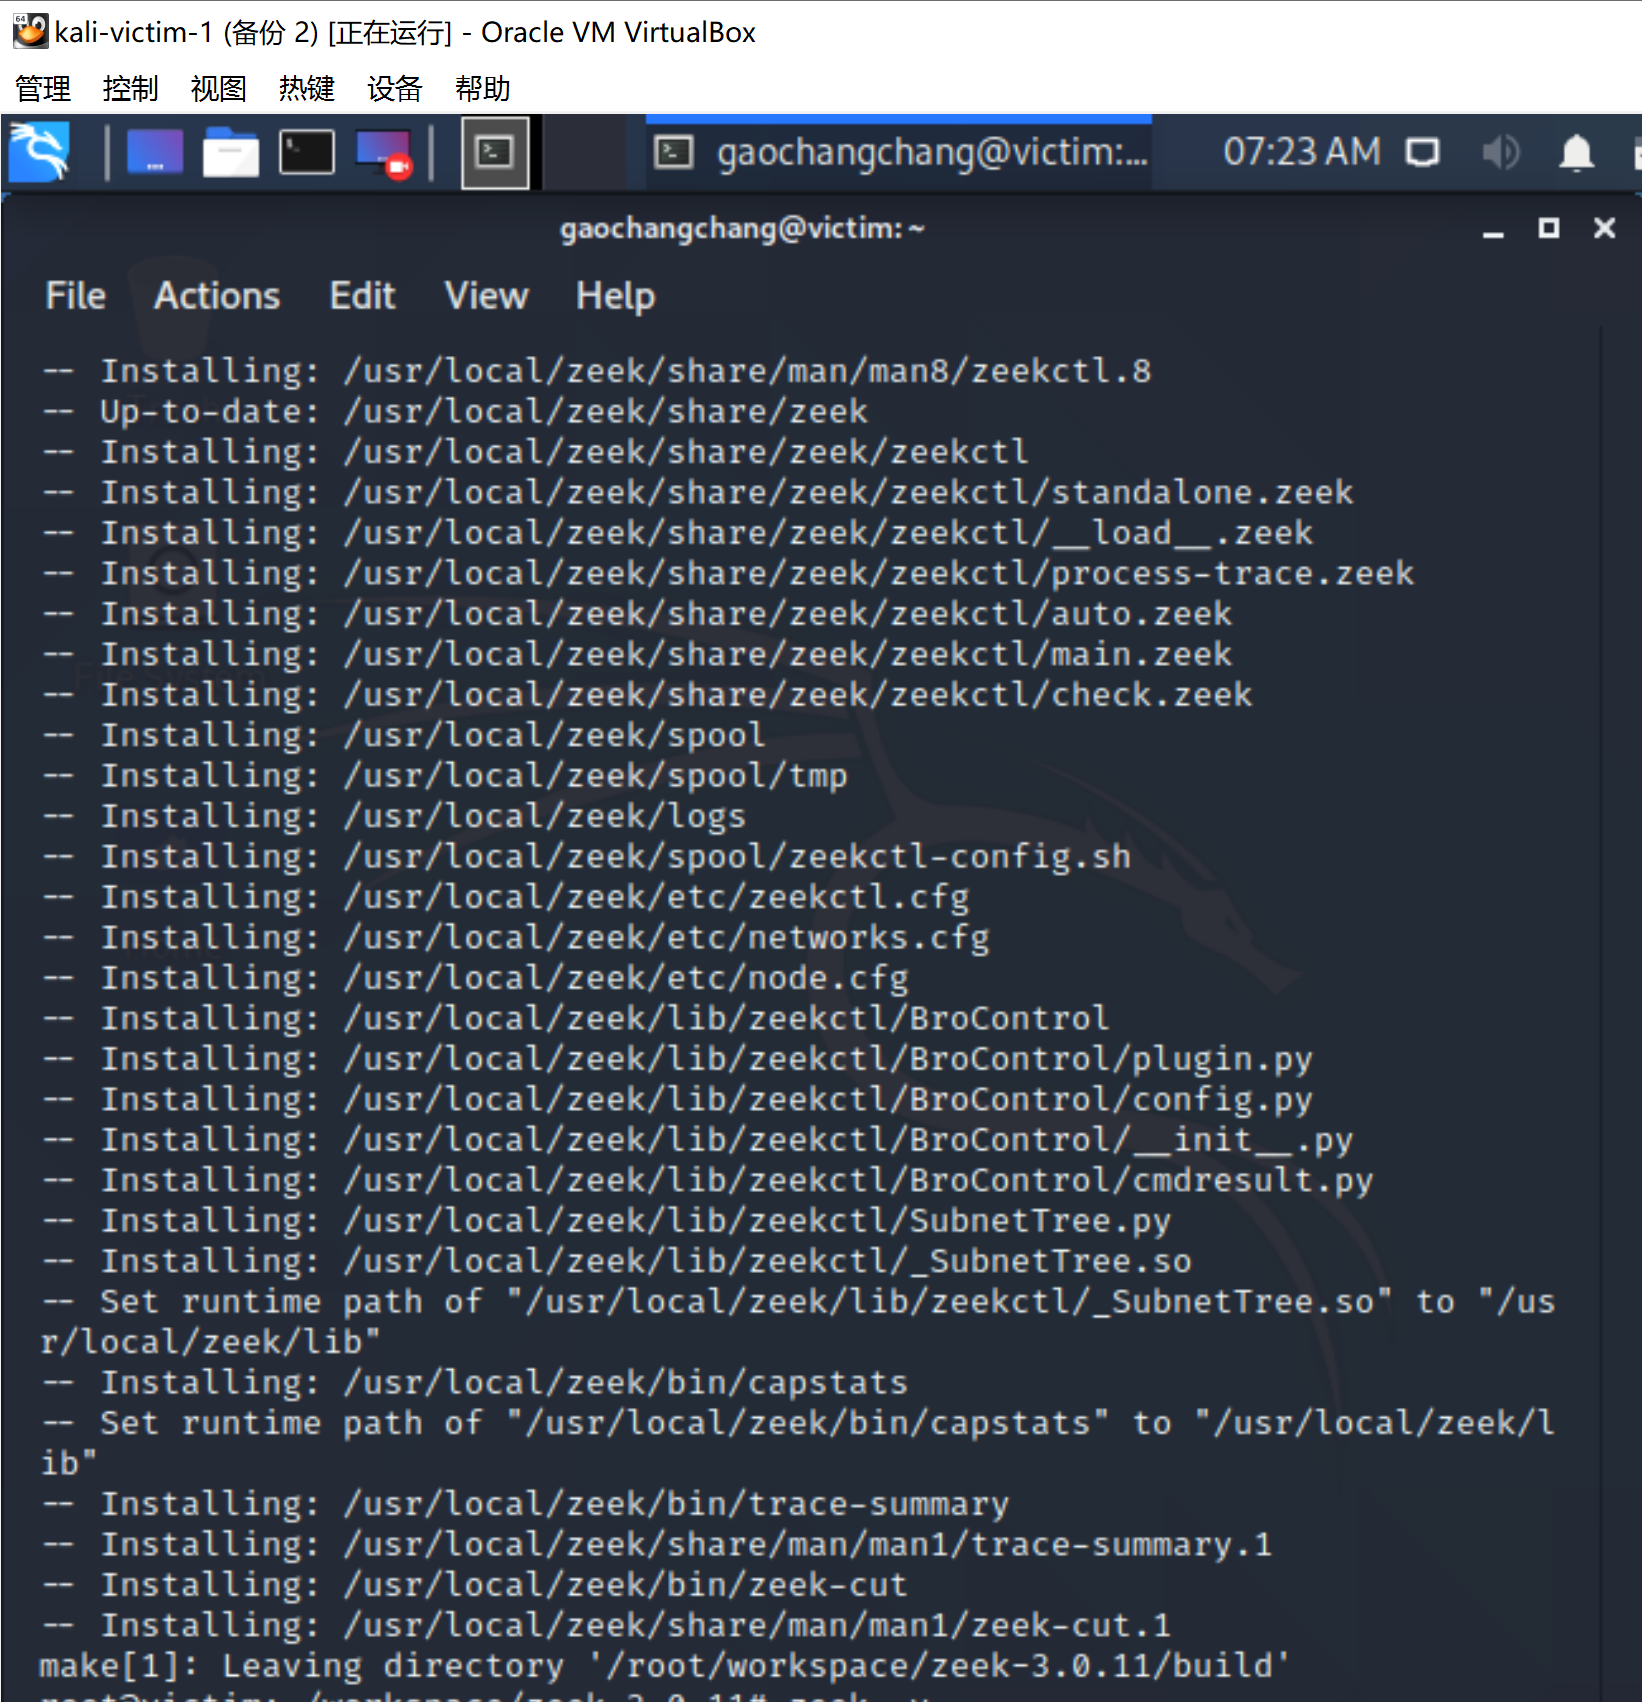 kali-victim-1 (备份 2) [正在运行] - Oracle VM VirtualBox
管理 控制 视图 热键 设备 帮助
gaochangchang@victim:... 07:23 AM
gaochangchang@victim: ~
File Actions Edit View Help
-- Installing: /usr/local/zeek/share/man/man8/zeekctl.8
-- Up-to-date: /usr/local/zeek/share/zeek
-- Installing: /usr/local/zeek/share/zeek/zeekctl
-- Installing: /usr/local/zeek/share/zeek/zeekctl/standalone.zeek
-- Installing: /usr/local/zeek/share/zeek/zeekctl/__load__.zeek
-- Installing: /usr/local/zeek/share/zeek/zeekctl/process-trace.zeek
-- Installing: /usr/local/zeek/share/zeek/zeekctl/auto.zeek
-- Installing: /usr/local/zeek/share/zeek/zeekctl/main.zeek
-- Installing: /usr/local/zeek/share/zeek/zeekctl/check.zeek
-- Installing: /usr/local/zeek/spool
-- Installing: /usr/local/zeek/spool/tmp
-- Installing: /usr/local/zeek/logs
-- Installing: /usr/local/zeek/spool/zeekctl-config.sh
-- Installing: /usr/local/zeek/etc/zeekctl.cfg
-- Installing: /usr/local/zeek/etc/networks.cfg
-- Installing: /usr/local/zeek/etc/node.cfg
-- Installing: /usr/local/zeek/lib/zeekctl/BroControl
-- Installing: /usr/local/zeek/lib/zeekctl/BroControl/plugin.py
-- Installing: /usr/local/zeek/lib/zeekctl/BroControl/config.py
-- Installing: /usr/local/zeek/lib/zeekctl/BroControl/__init__.py
-- Installing: /usr/local/zeek/lib/zeekctl/BroControl/cmdresult.py
-- Installing: /usr/local/zeek/lib/zeekctl/SubnetTree.py
-- Installing: /usr/local/zeek/lib/zeekctl/_SubnetTree.so
-- Set runtime path of "/usr/local/zeek/lib/zeekctl/_SubnetTree.so" to "/us
r/local/zeek/lib"
-- Installing: /usr/local/zeek/bin/capstats
-- Set runtime path of "/usr/local/zeek/bin/capstats" to "/usr/local/zeek/l
ib"
-- Installing: /usr/local/zeek/bin/trace-summary
-- Installing: /usr/local/zeek/share/man/man1/trace-summary.1
-- Installing: /usr/local/zeek/bin/zeek-cut
-- Installing: /usr/local/zeek/share/man/man1/zeek-cut.1
make[1]: Leaving directory '/root/workspace/zeek-3.0.11/build'